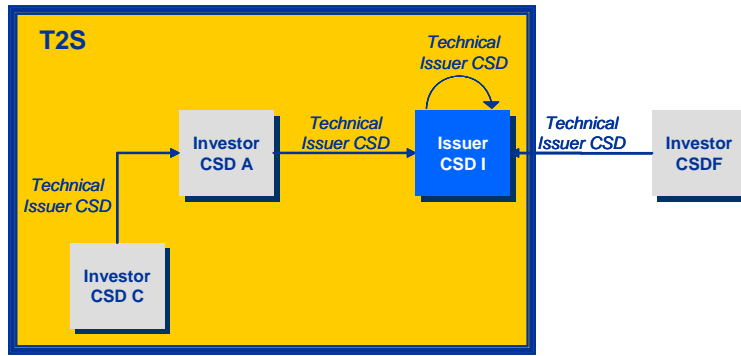 T2S
Technical
Issuer CSD
Investor
CSD A
Technical
Issuer CSD
Issuer
CSD I
Technical
Issuer CSD
Investor
CSDF
Technical
Issuer CSD
Investor
CSD C